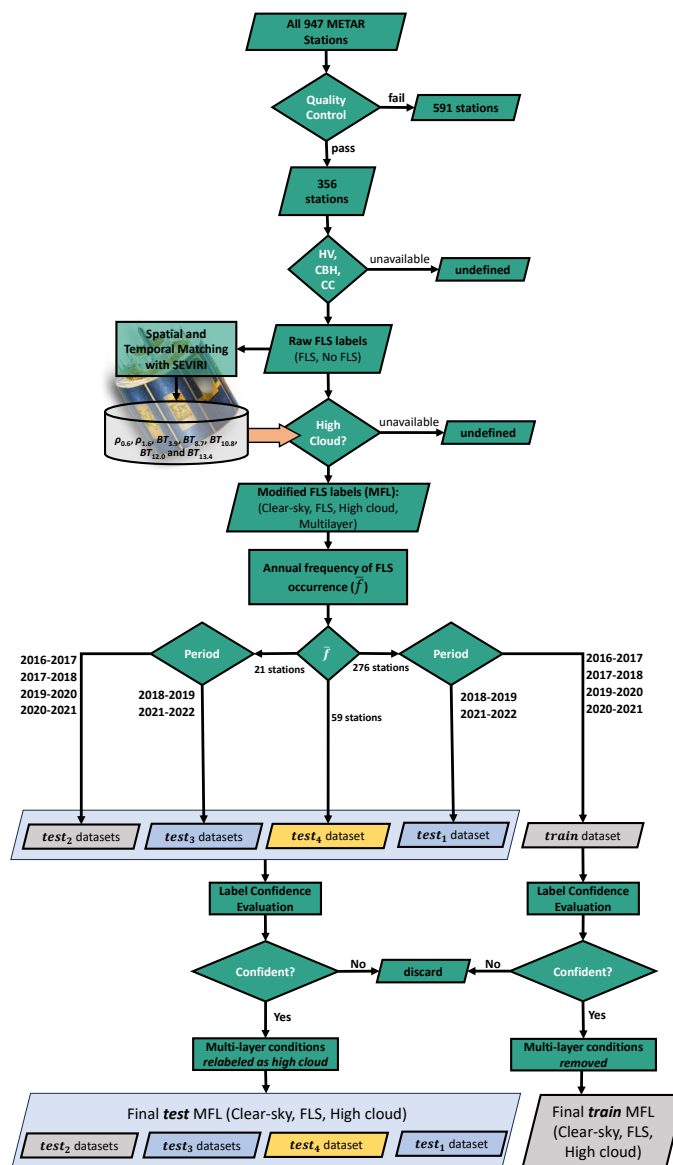 All 947 METAR
Stations
Quality
Control
fail
591 stations
pass
356
stations
HV,
CBH,
CC
unavailable
undefined
Spatial and
Temporal Matching
with SEVIRI
Raw FLS labels
(FLS, No FLS)
ρ0.6, ρ1.6, BT3.9, BT8.7, BT10.8,
BT12.0 and BT13.4
High
Cloud?
unavailable
undefined
Modified FLS labels (MFL):
(Clear-sky, FLS, High cloud,
Multilayer)
Annual frequency of FLS
occurrence (f̅)
2016-2017
2017-2018
2019-2020
2020-2021
Period
21 stations
f̅
276 stations
Period
2016-2017
2017-2018
2019-2020
2020-2021
2018-2019
2021-2022
59 stations
2018-2019
2021-2022
test2 datasets
test3 datasets
test4 dataset
test1 dataset
train dataset
Label Confidence
Evaluation
Label Confidence
Evaluation
Confident?
No
discard
No
Confident?
Yes
Yes
Multi-layer conditions
relabeled as high cloud
Multi-layer conditions
removed
Final test MFL (Clear-sky, FLS, High cloud)
test2 datasets
test3 datasets
test4 dataset
test1 dataset
Final train MFL
(Clear-sky, FLS,
High cloud)